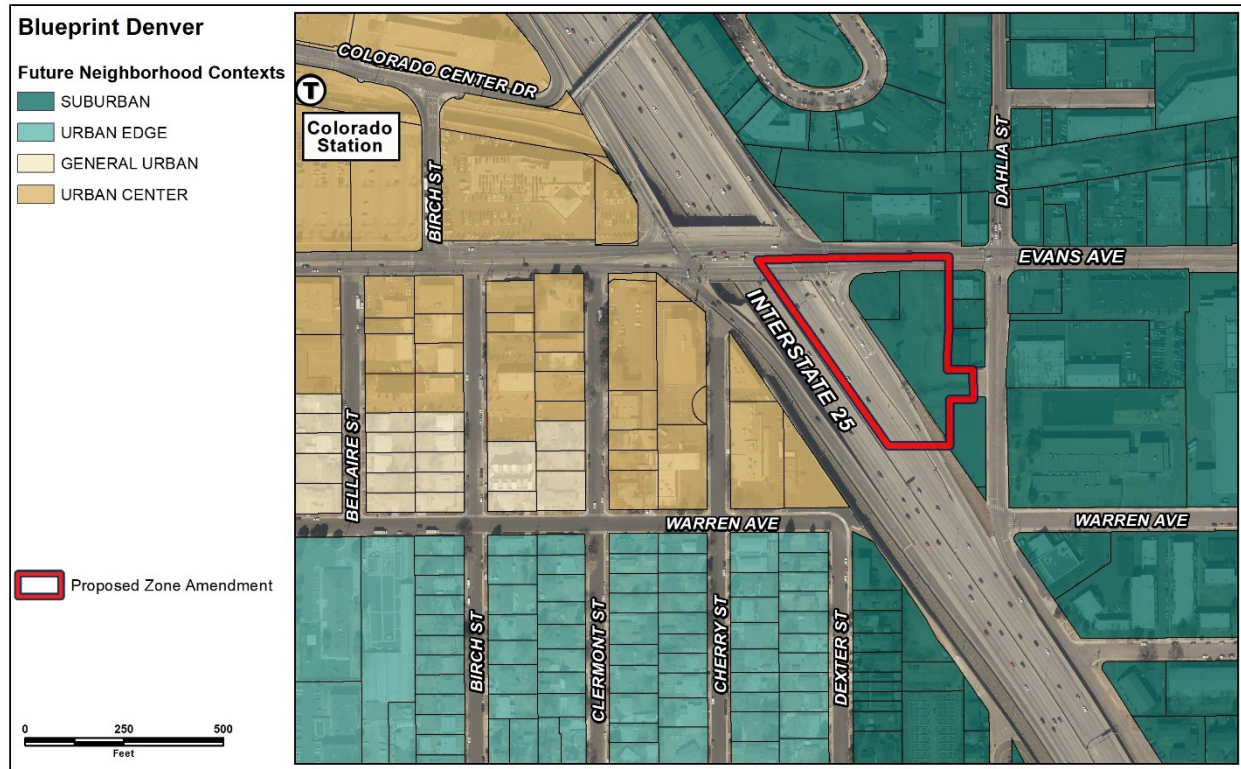 Blueprint Denver
Future Neighborhood Contexts
SUBURBAN
URBAN EDGE
GENERAL URBAN
URBAN CENTER
Proposed Zone Amendment
0 250 500
Feet
COLORADO CENTER DR
T
Colorado
Station
BIRCH ST
DAHLIA ST
EVANS AVE
INTERSTATE 25
BELLAIRE ST
WARREN AVE
WARREN AVE
BIRCH ST
CLERMONT ST
CHERRY ST
DEXTER ST